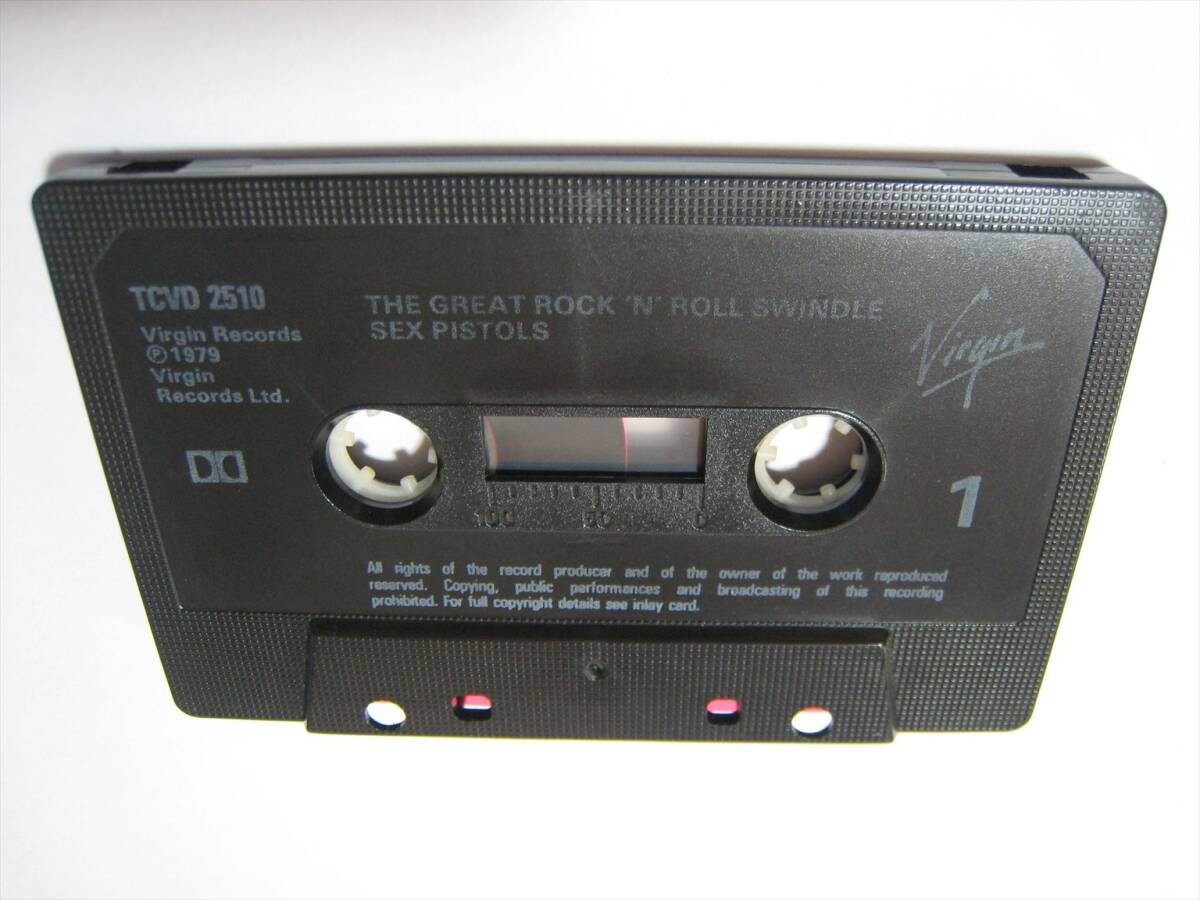 TCVD 2510
Virgin Records
℗ 1979
Virgin
Records Ltd.
THE GREAT ROCK 'N' ROLL SWINDLE
SEX PISTOLS
Virgin
1
100 50 0
All rights of the record producer and of the owner of the work reproduced
reserved. Copying, public performances and broadcasting of this recording
prohibited. For full copyright details see inlay card.